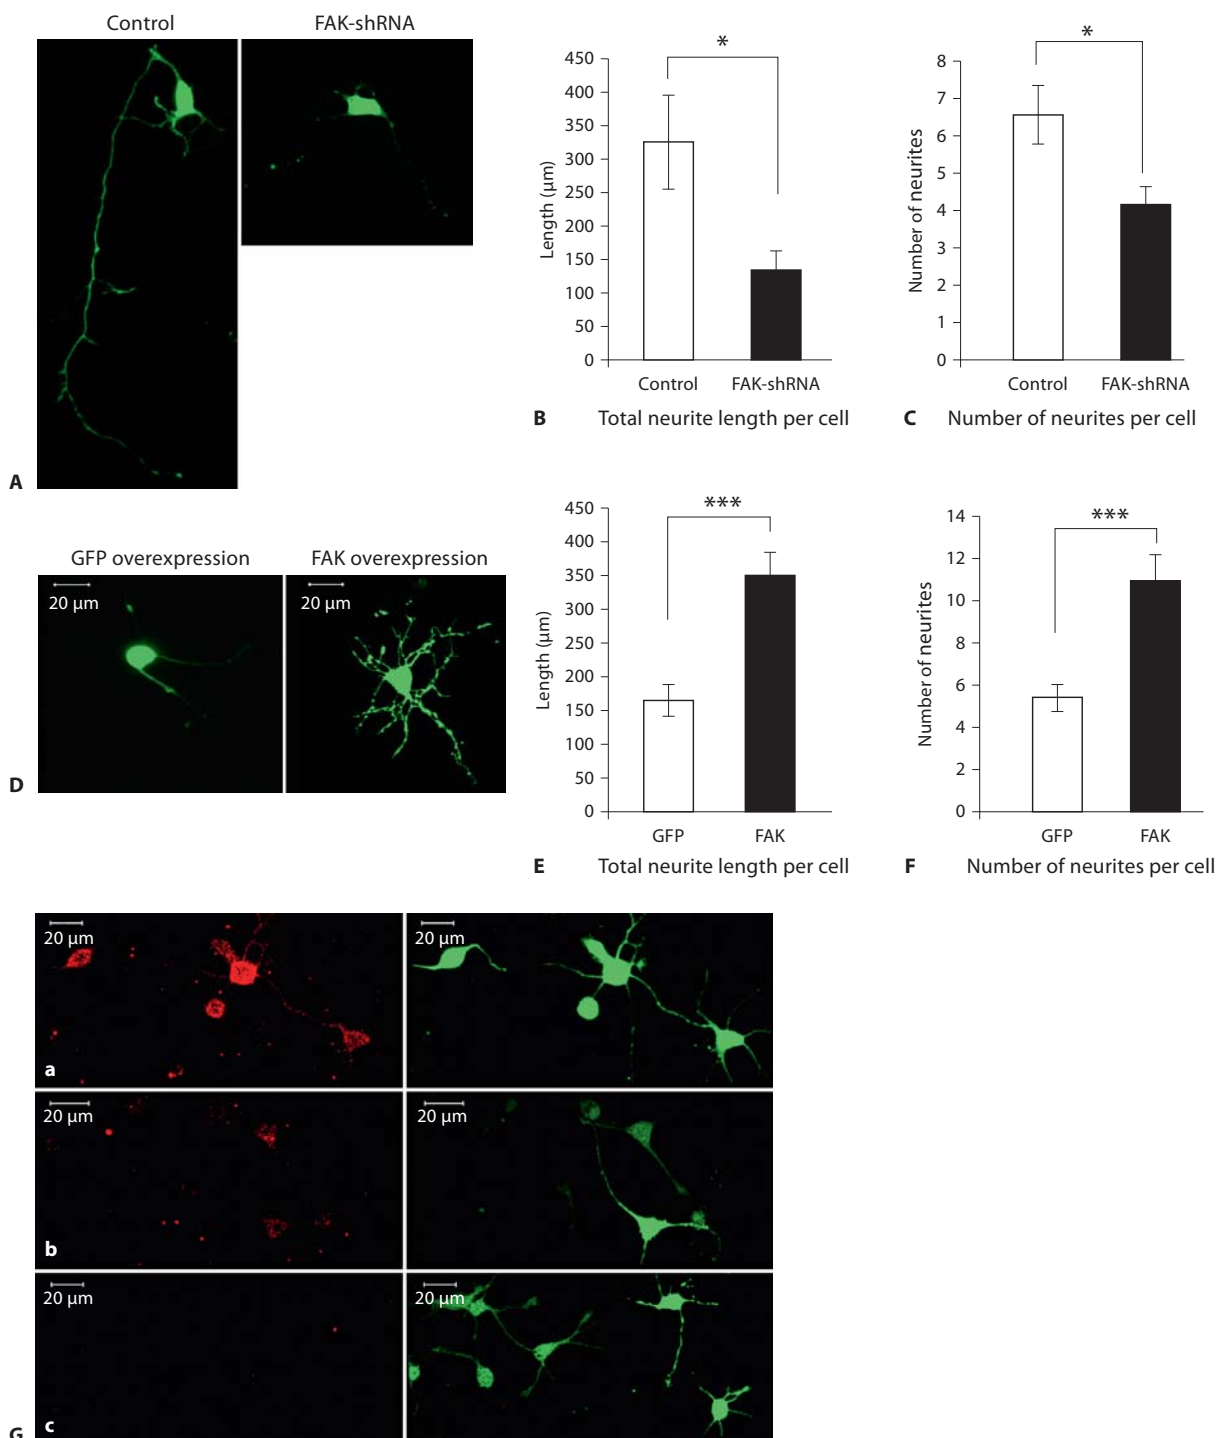 Control
FAK-shRNA
A
*
450
400
350
300
250
200
150
100
50
0
Length (µm)
Control
FAK-shRNA
B Total neurite length per cell
*
8
7
6
5
4
3
2
1
0
Number of neurites
Control
FAK-shRNA
C Number of neurites per cell
GFP overexpression
FAK overexpression
20 µm
20 µm
D
***
450
400
350
300
250
200
150
100
50
0
Length (µm)
GFP
FAK
E Total neurite length per cell
***
14
12
10
8
6
4
2
0
Number of neurites
GFP
FAK
F Number of neurites per cell
20 µm
20 µm
a
20 µm
20 µm
b
20 µm
20 µm
c
G